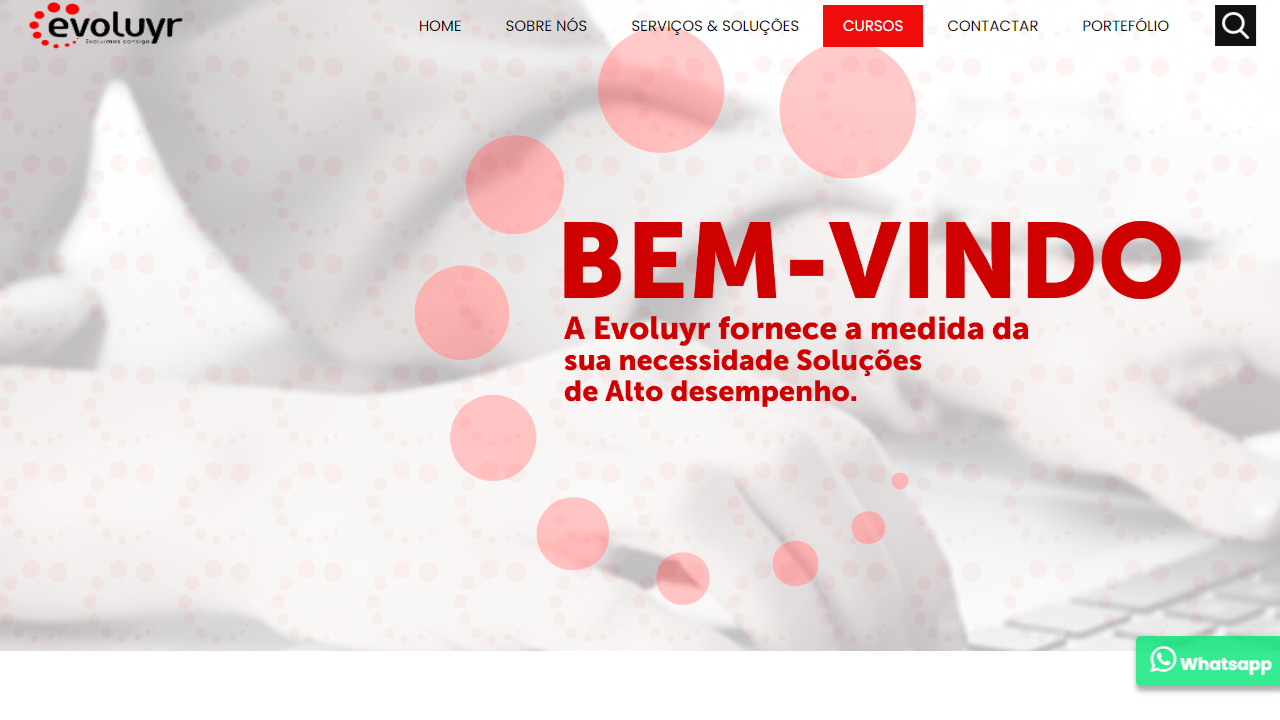 evoluyr
Evoluimos consigo
HOME
SOBRE NÓS
SERVIÇOS & SOLUÇÕES
CURSOS
CONTACTAR
PORTEFÓLIO
BEM-VINDO
A Evoluyr fornece a medida da
sua necessidade Soluções
de Alto desempenho.
Whatsapp